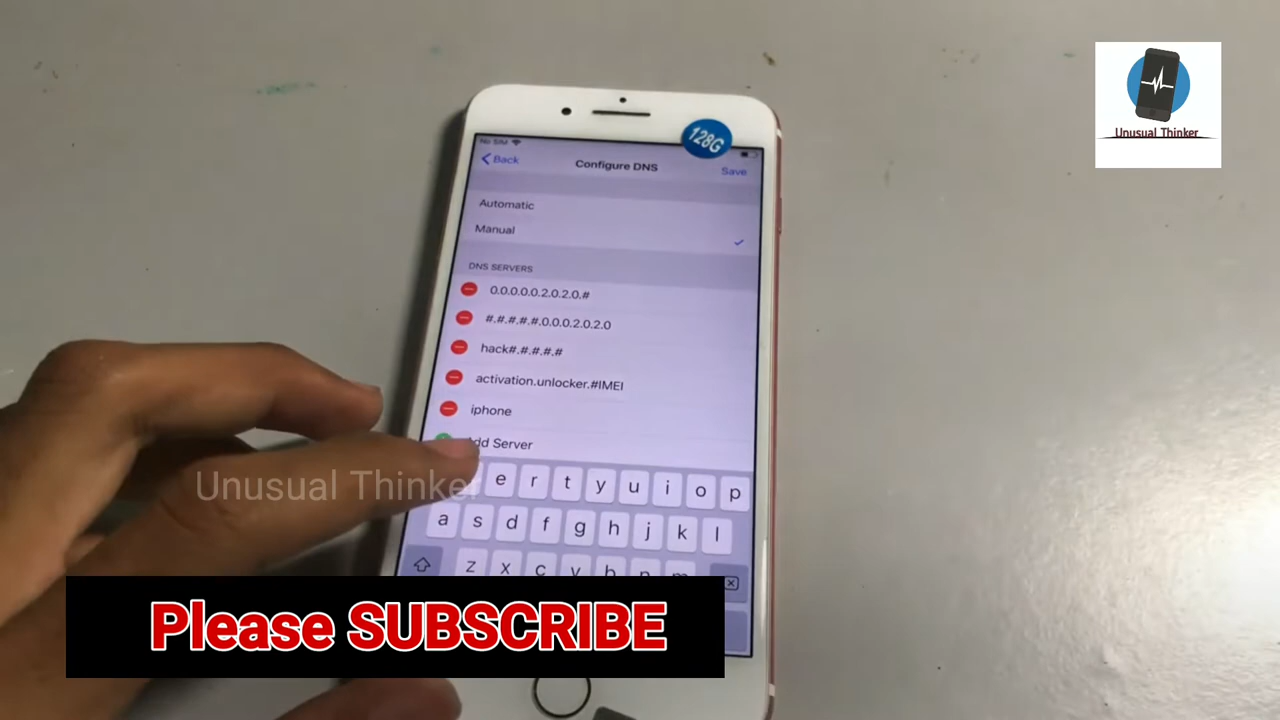 128G
Unusual Thinker
No SIM
Back
Configure DNS
Save
Automatic
Manual
DNS SERVERS
0.0.0.0.0.2.0.2.0.#
#.#.#.#.#.0.0.0.2.0.2.0
hack#.#.#.#.#
activation.unlocker.#IMEI
iphone
Add Server
Unusual Thinker
e r t y u i o p
a s d f g h j k l
z x c v b n m
Please SUBSCRIBE